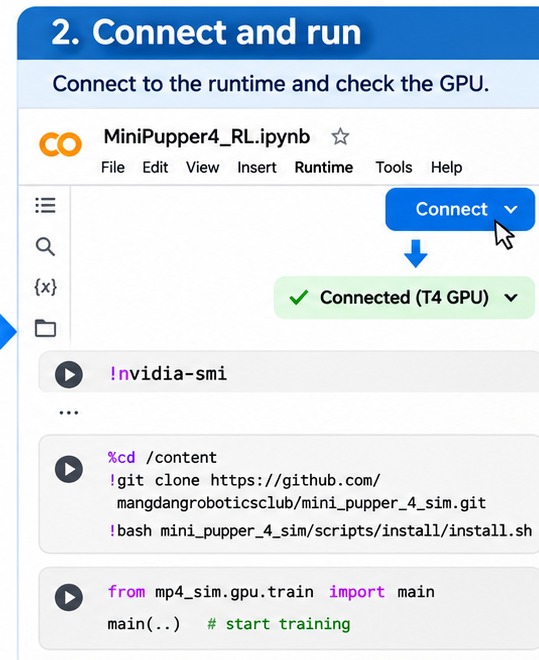 2. Connect and run
Connect to the runtime and check the GPU.
CO
MiniPupper4_RL.ipynb
File Edit View Insert Runtime Tools Help
Connect
{x}
Connected (T4 GPU)
!nvidia-smi
...
%cd /content
!git clone https://github.com/
mangdangroboticsclub/mini_pupper_4_sim.git
!bash mini_pupper_4_sim/scripts/install/install.sh
from mp4_sim.gpu.train import main
main(..) # start training